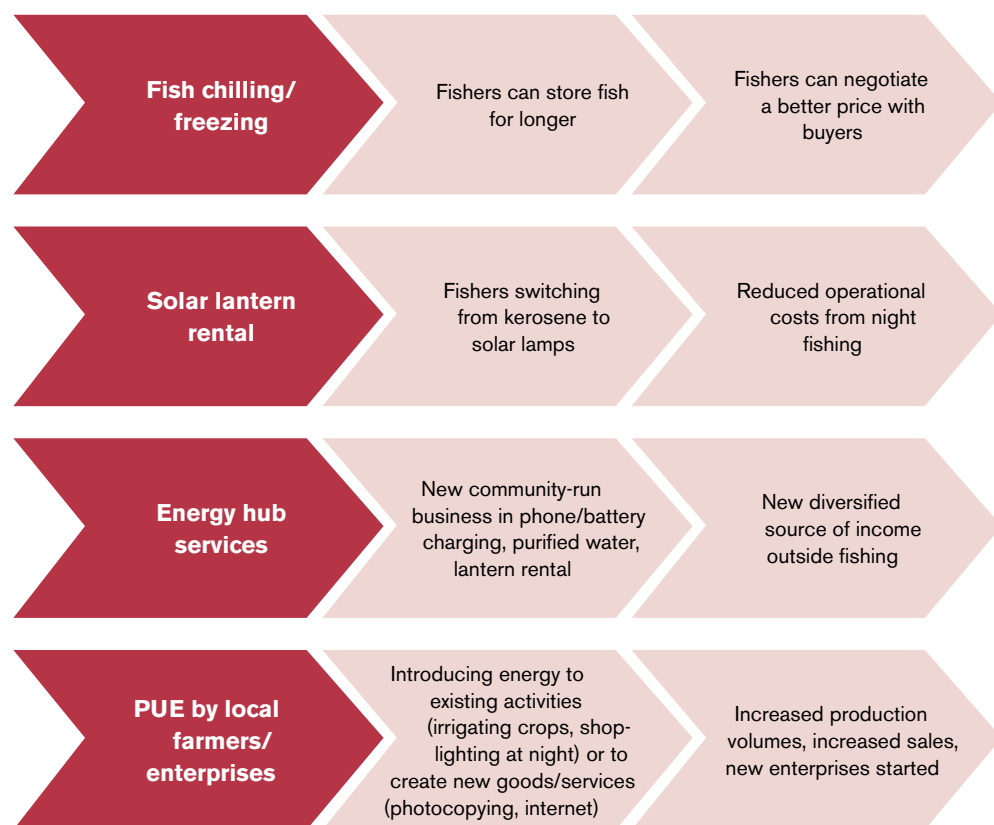 Fish chilling/
freezing
Fishers can store fish
for longer
Fishers can negotiate
a better price with
buyers
Solar lantern
rental
Fishers switching
from kerosene to
solar lamps
Reduced operational
costs from night
fishing
Energy hub
services
New community-run
business in phone/battery
charging, purified water,
lantern rental
New diversified
source of income
outside fishing
PUE by local
farmers/
enterprises
Introducing energy to
existing activities
(irrigating crops, shop-
lighting at night) or to
create new goods/services
(photocopying, internet)
Increased production
volumes, increased sales,
new enterprises started